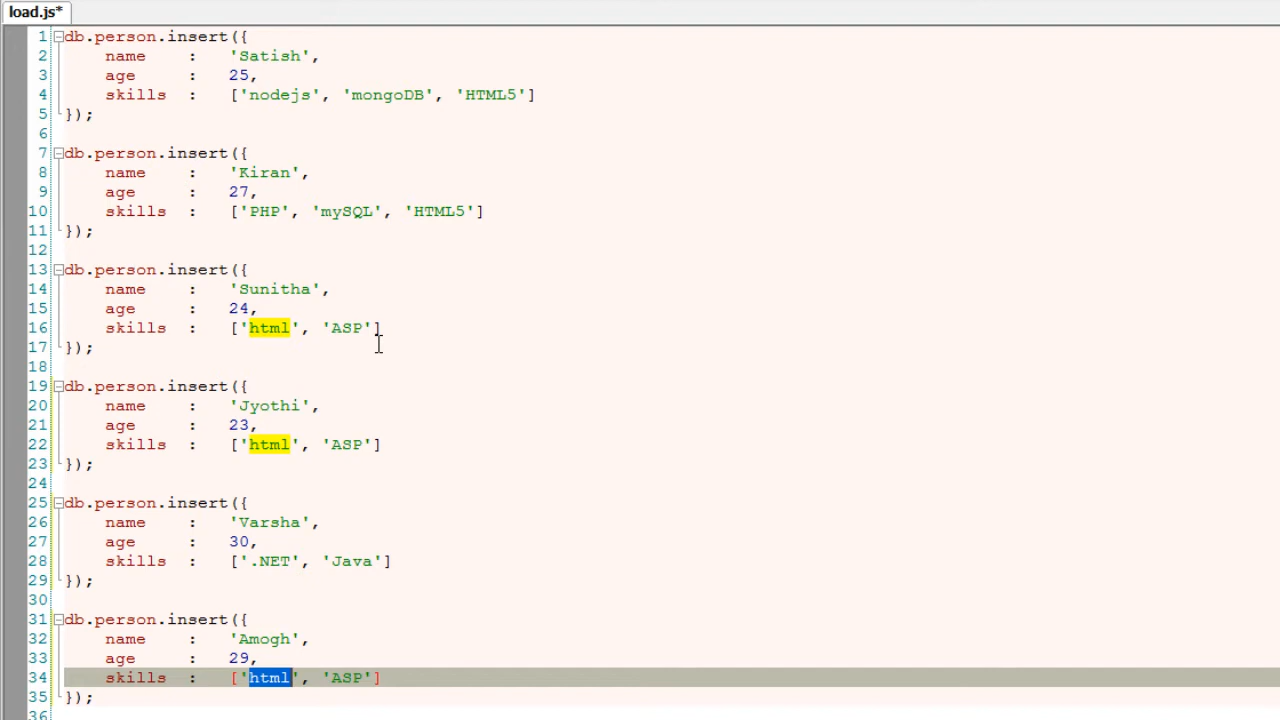 load.js*
1 db.person.insert({
2 name : 'Satish',
3 age : 25,
4 skills : ['nodejs', 'mongoDB', 'HTML5']
5 });
6
7 db.person.insert({
8 name : 'Kiran',
9 age : 27,
10 skills : ['PHP', 'mySQL', 'HTML5']
11 });
12
13 db.person.insert({
14 name : 'Sunitha',
15 age : 24,
16 skills : ['html', 'ASP']
17 });
18
19 db.person.insert({
20 name : 'Jyothi',
21 age : 23,
22 skills : ['html', 'ASP']
23 });
24
25 db.person.insert({
26 name : 'Varsha',
27 age : 30,
28 skills : ['.NET', 'Java']
29 });
30
31 db.person.insert({
32 name : 'Amogh',
33 age : 29,
34 skills : ['html', 'ASP']
35 });
36